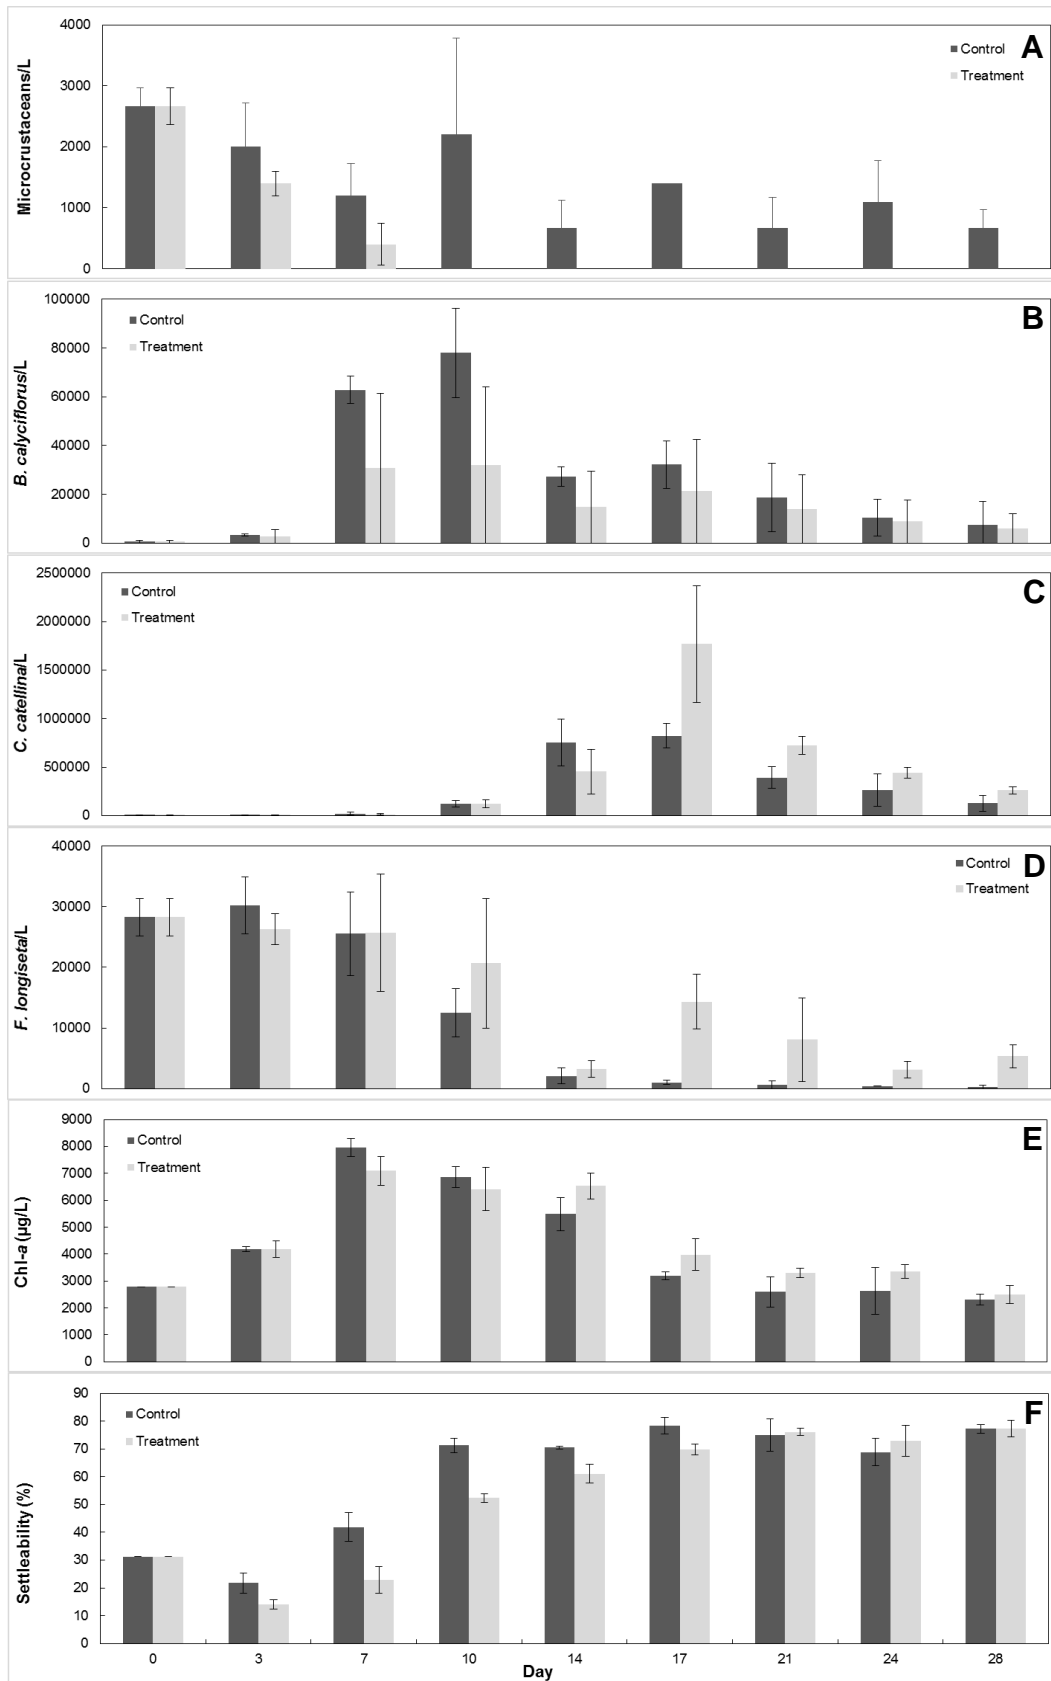 A
Control
Treatment
Microcrustaceans/L
4000
3000
2000
1000
0
B
Control
Treatment
B. calyciflorus/L
100000
80000
60000
40000
20000
0
C
Control
Treatment
C. catellina/L
2500000
2000000
1500000
1000000
500000
0
D
Control
Treatment
F. longiseta/L
40000
30000
20000
10000
0
E
Control
Treatment
Chl-a (µg/L)
9000
8000
7000
6000
5000
4000
3000
2000
1000
0
F
Control
Treatment
Settleability (%)
90
80
70
60
50
40
30
20
10
0
0 3 7 10 14 17 21 24 28
Day